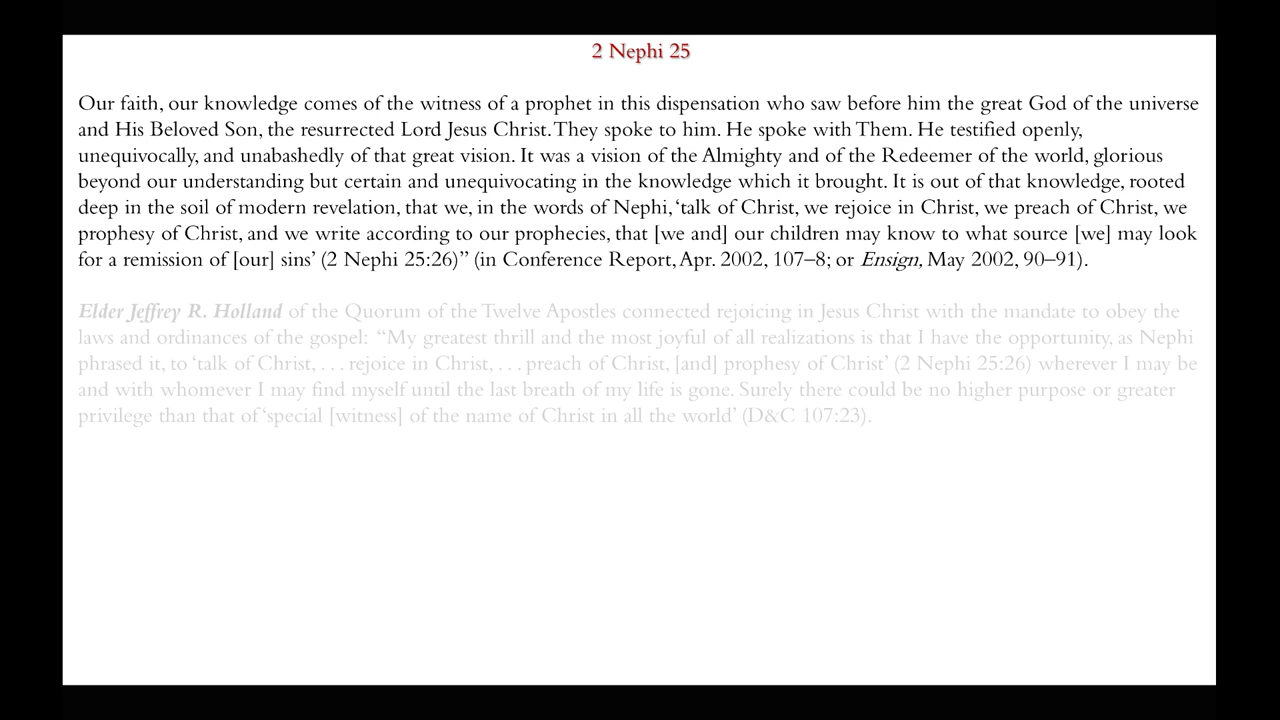 2 Nephi 25
Our faith, our knowledge comes of the witness of a prophet in this dispensation who saw before him the great God of the universe
and His Beloved Son, the resurrected Lord Jesus Christ. They spoke to him. He spoke with Them. He testified openly,
unequivocally, and unabashedly of that great vision. It was a vision of the Almighty and of the Redeemer of the world, glorious
beyond our understanding but certain and unequivocating in the knowledge which it brought. It is out of that knowledge, rooted
deep in the soil of modern revelation, that we, in the words of Nephi, ‘talk of Christ, we rejoice in Christ, we preach of Christ, we
prophesy of Christ, and we write according to our prophecies, that [we and] our children may know to what source [we] may look
for a remission of [our] sins’ (2 Nephi 25:26)” (in Conference Report, Apr. 2002, 107–8; or Ensign, May 2002, 90–91).
Elder Jeffrey R. Holland of the Quorum of the Twelve Apostles connected rejoicing in Jesus Christ with the mandate to obey the
laws and ordinances of the gospel: “My greatest thrill and the most joyful of all realizations is that I have the opportunity, as Nephi
phrased it, to ‘talk of Christ, . . . rejoice in Christ, . . . preach of Christ, [and] prophesy of Christ’ (2 Nephi 25:26) wherever I may be
and with whomever I may find myself until the last breath of my life is gone. Surely there could be no higher purpose or greater
privilege than that of ‘special [witness] of the name of Christ in all the world’ (D&C 107:23).